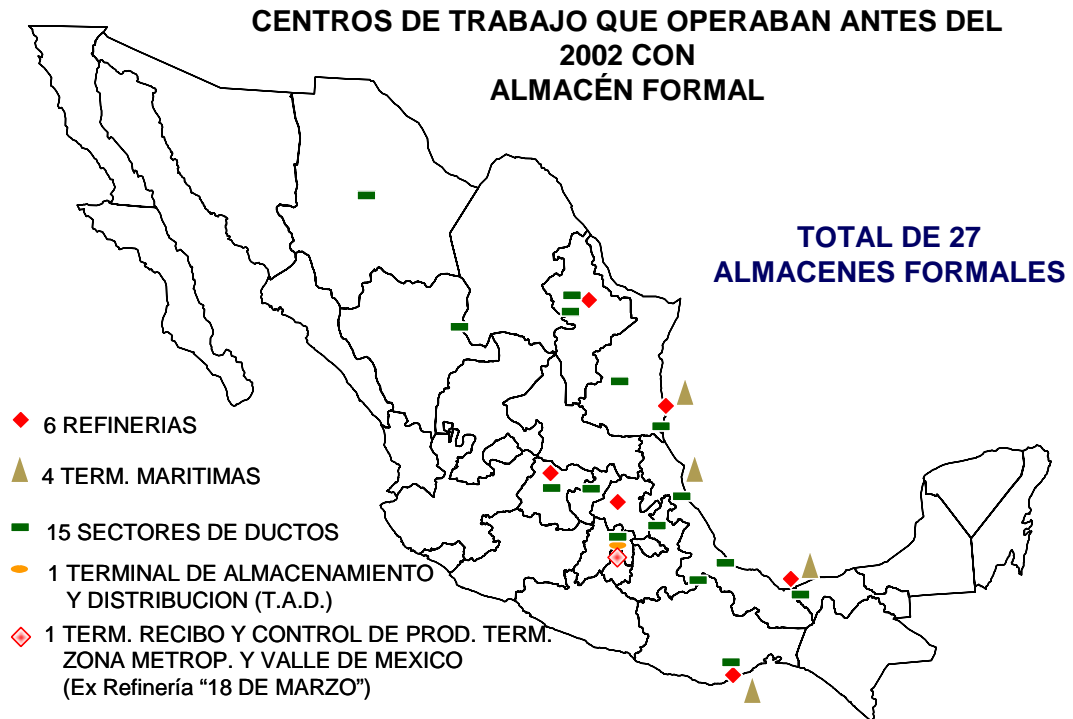 CENTROS DE TRABAJO QUE OPERABAN ANTES DEL
2002 CON
ALMACÉN FORMAL
TOTAL DE 27
ALMACENES FORMALES
6 REFINERIAS
4 TERM. MARITIMAS
15 SECTORES DE DUCTOS
1 TERMINAL DE ALMACENAMIENTO
Y DISTRIBUCION (T.A.D.)
1 TERM. RECIBO Y CONTROL DE PROD. TERM.
ZONA METROP. Y VALLE DE MEXICO
(Ex Refinería “18 DE MARZO”)